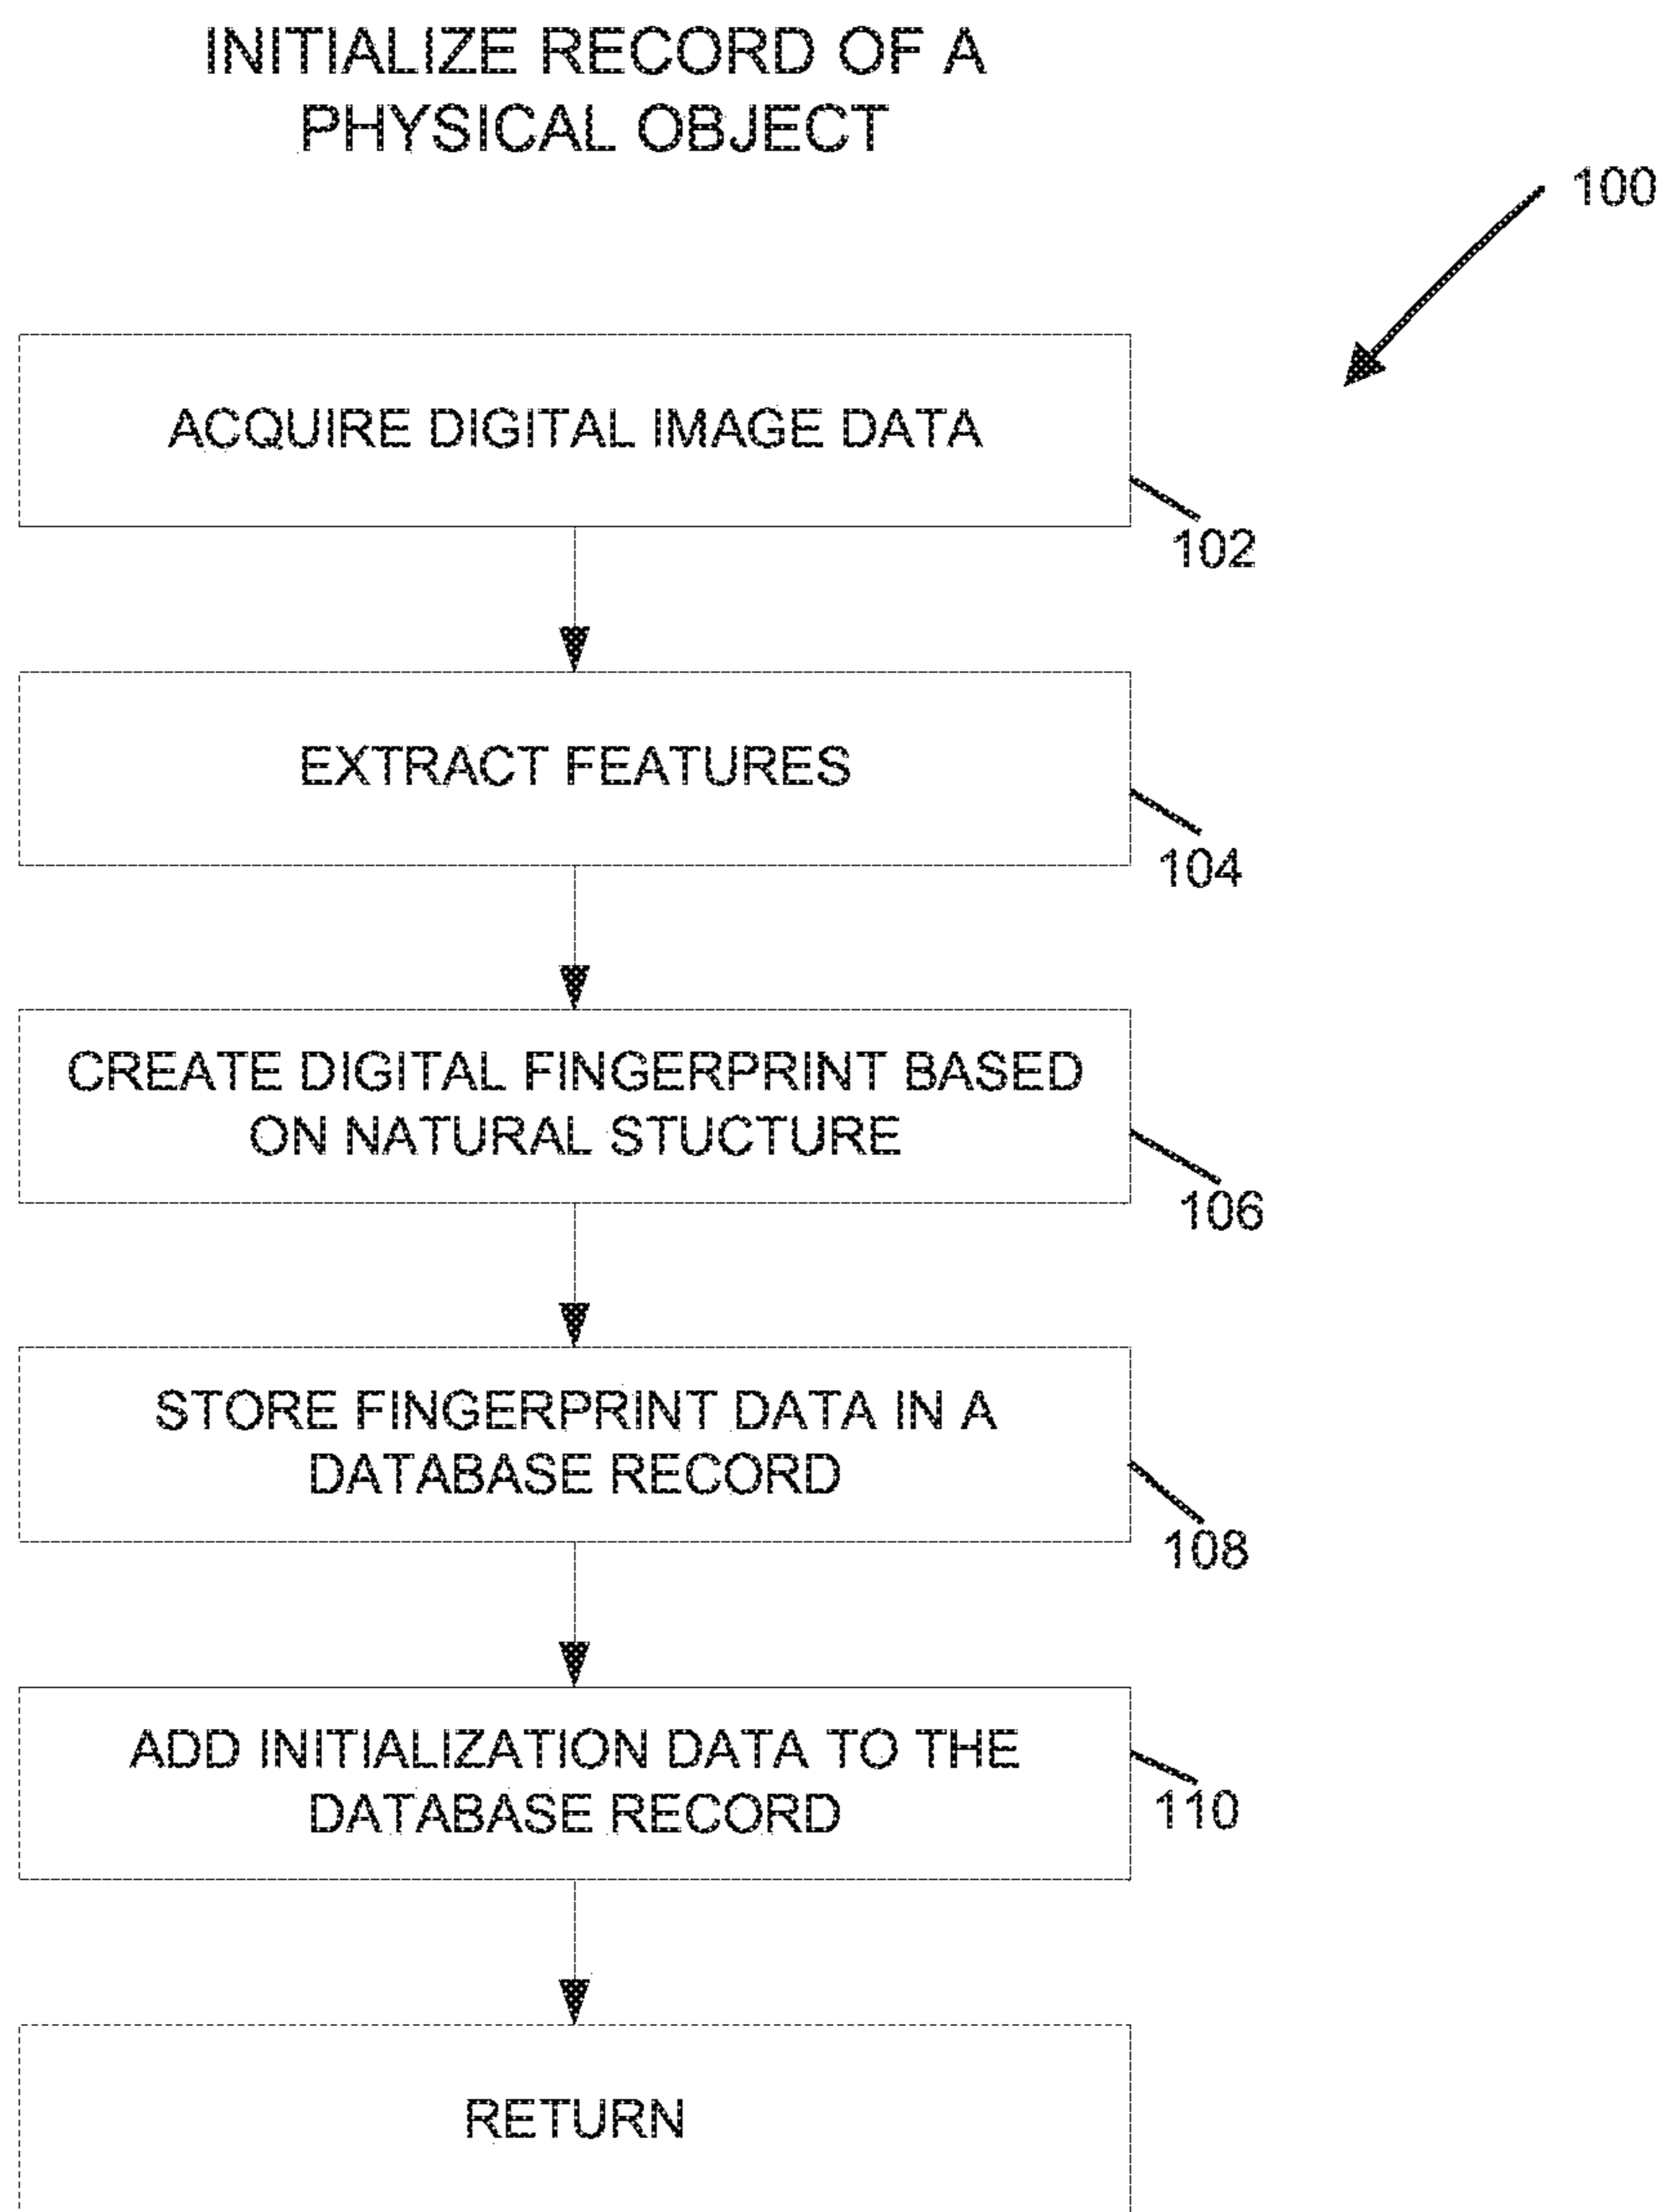 INITIALIZE RECORD OF A
PHYSICAL OBJECT
100
ACQUIRE DIGITAL IMAGE DATA
102
EXTRACT FEATURES
104
CREATE DIGITAL FINGERPRINT BASED
ON NATURAL STUCTURE
106
STORE FINGERPRINT DATA IN A
DATABASE RECORD
108
ADD INITIALIZATION DATA TO THE
DATABASE RECORD
110
RETURN